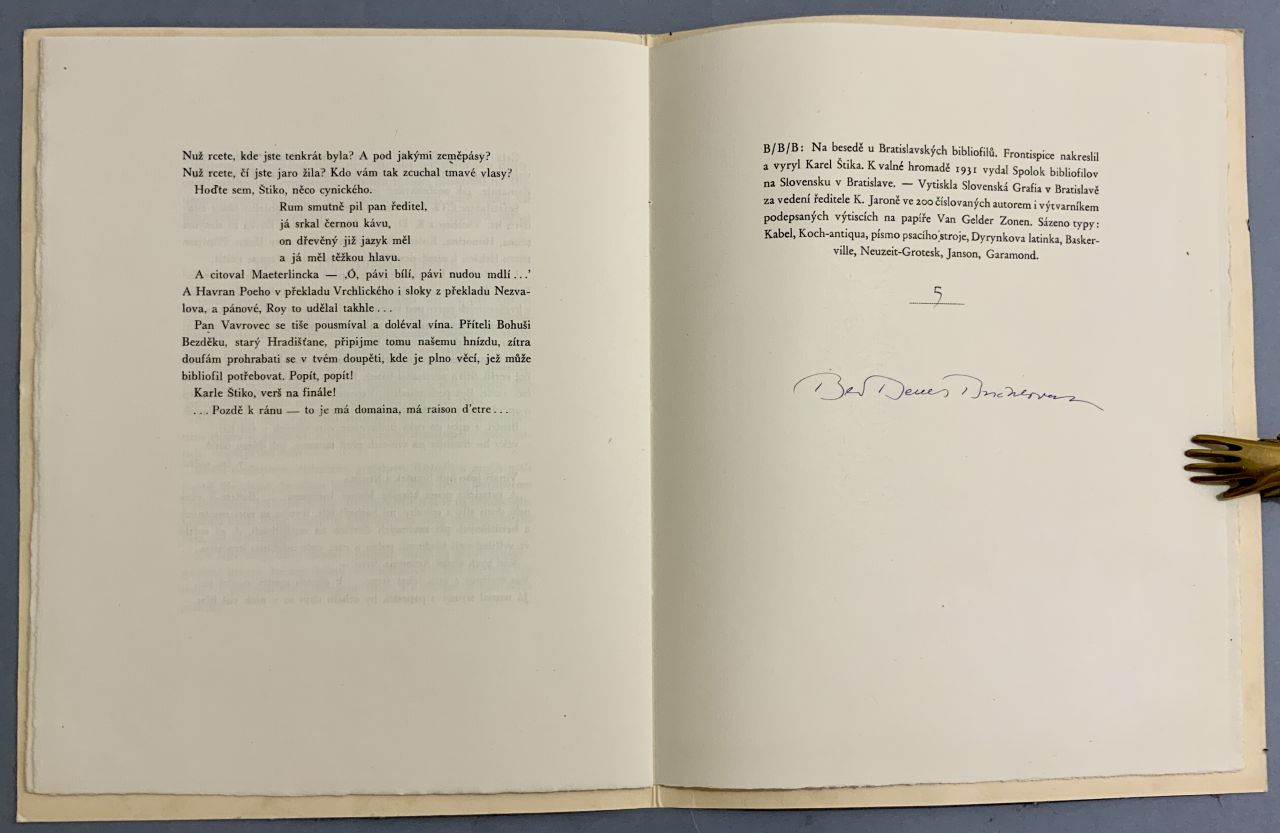 Nuž rcete, kde jste tenkrát byla? A pod jakými zeměpásy?
Nuž rcete, čí jste jaro žila? Kdo vám tak zcuchal tmavé vlasy?
Hoďte sem, Štiko, něco cynického.
Rum smutně pil pan ředitel,
já srkal černou kávu,
on dřevěný již jazyk měl
a já měl těžkou hlavu.
A citoval Maeterlincka — ‚Ó, pávi bílí, pávi nudou mdlí...'
A Havran Poeho v překladu Vrchlického i sloky z překladu Nezva-
lova, a pánové, Roy to udělal takhle...
Pan Vavrovec se tiše pousmíval a doléval vína. Příteli Bohuši
Bezděku, starý Hradišťane, připijme tomu našemu hnízdu, zítra
doufám prohrabati se v tvém doupěti, kde je plno věcí, jež může
bibliofil potřebovat. Popít, popít!
Karle Štiko, verš na finále!
...Pozdě k ránu — to je má domaina, má raison d'etre...
B/B/B: Na besedě u Bratislavských bibliofilů. Frontispice nakreslil
a vyryl Karel Štika. K valné hromadě 1931 vydal Spolok bibliofilov
na Slovensku v Bratislave. — Vytiskla Slovenská Grafia v Bratislavě
za vedení ředitele K. Jaroně ve 200 číslovaných autorem i výtvarníkem
podepsaných výtiscích na papíře Van Gelder Zonen. Sázeno typy:
Kabel, Koch-antiqua, písmo psacího stroje, Dyrynkova latinka, Basker-
ville, Neuzeit-Grotesk, Janson, Garamond.
5